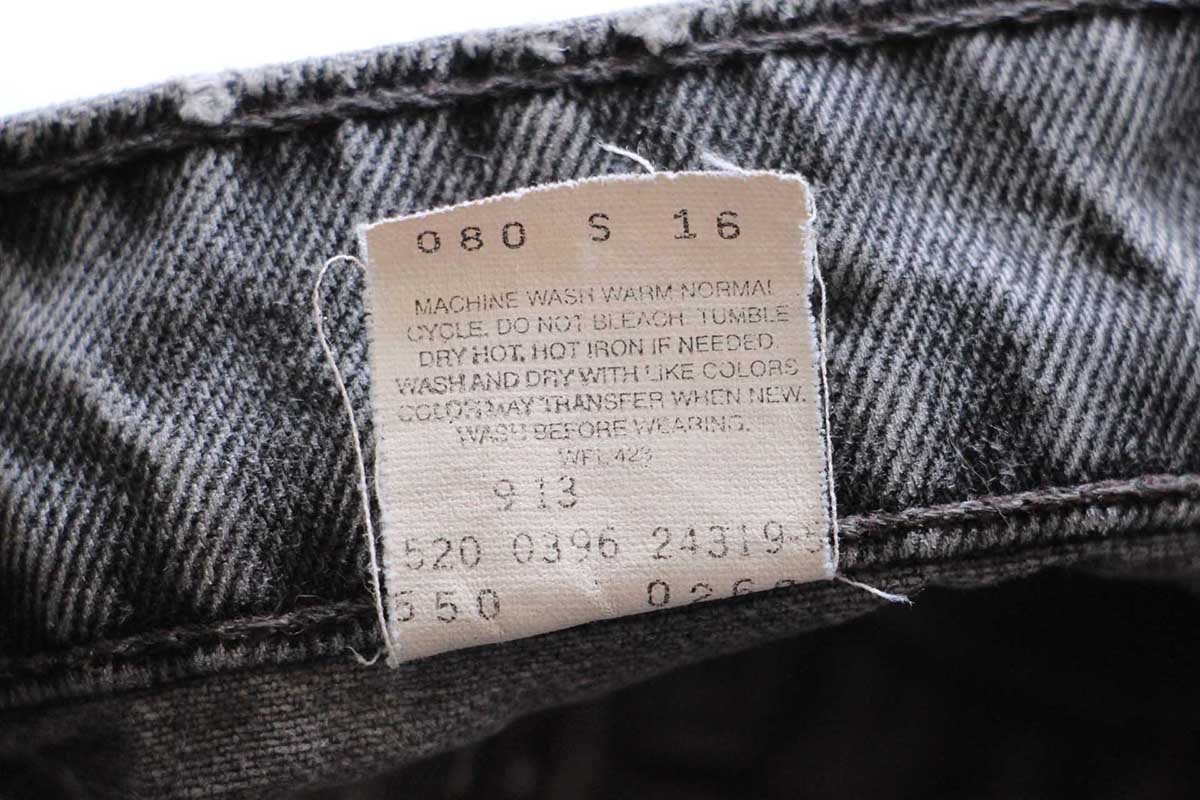 080 S 16
MACHINE WASH WARM NORMAL
CYCLE. DO NOT BLEACH. TUMBLE
DRY HOT. HOT IRON IF NEEDED.
WASH AND DRY WITH LIKE COLORS
COLOR MAY TRANSFER WHEN NEW.
WASH BEFORE WEARING.
WPL 423
913
520 0396
550